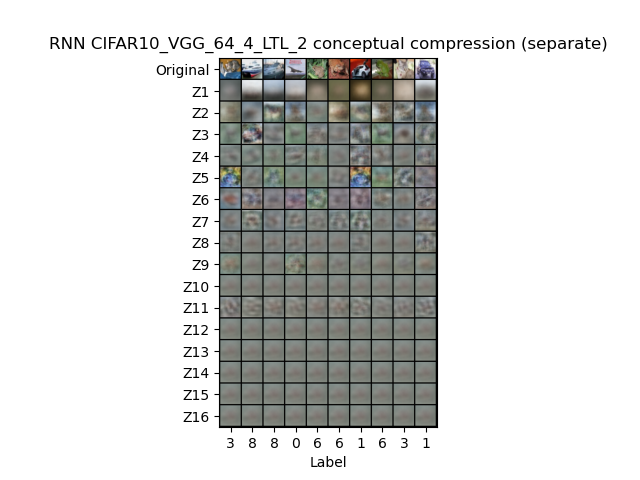 RNN CIFAR10_VGG_64_4_LTL_2 conceptual compression (separate)
Original
Z1
Z2
Z3
Z4
Z5
Z6
Z7
Z8
Z9
Z10
Z11
Z12
Z13
Z14
Z15
Z16
3 8 8 0 6 6 1 6 3 1
Label